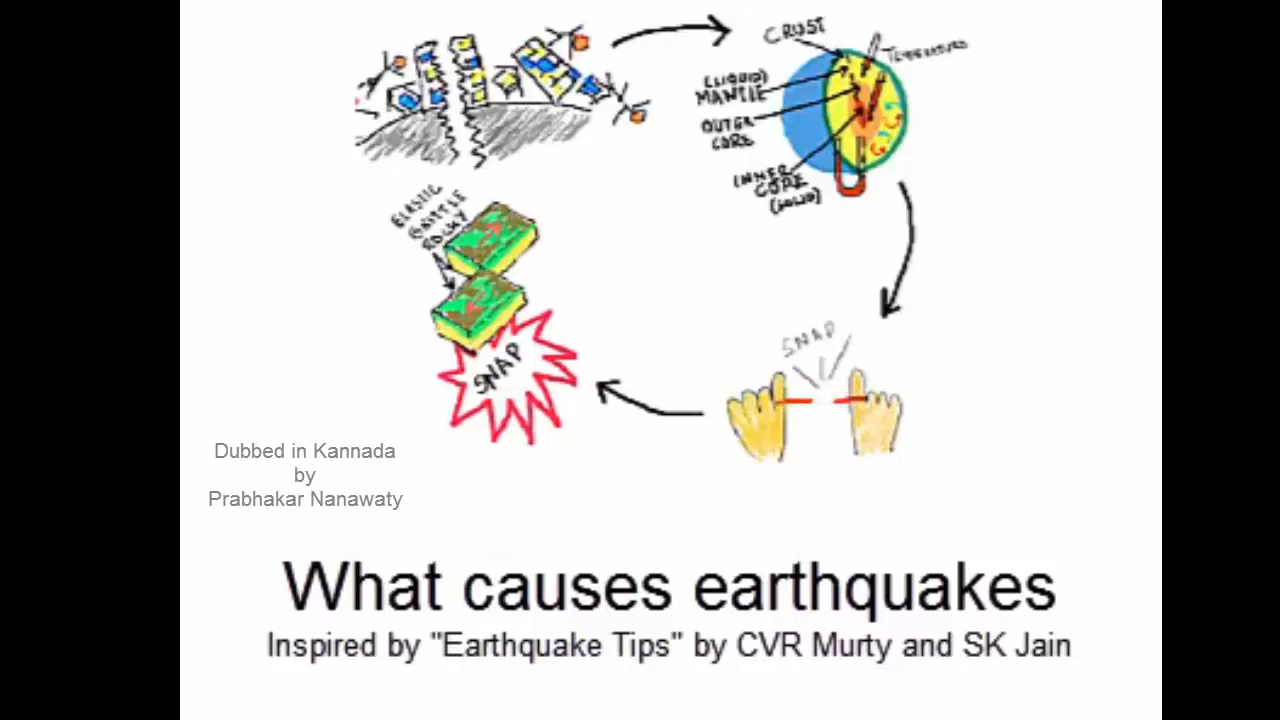 CRUST
TEMPERATURE
(LIQUID)
MANTLE
OUTER
CORE
INNER
CORE
(SOLID)
ELASTIC
BRITTLE
ROCKY
SNAP
SNAP
Dubbed in Kannada
by
Prabhakar Nanawaty
What causes earthquakes
Inspired by "Earthquake Tips" by CVR Murty and SK Jain